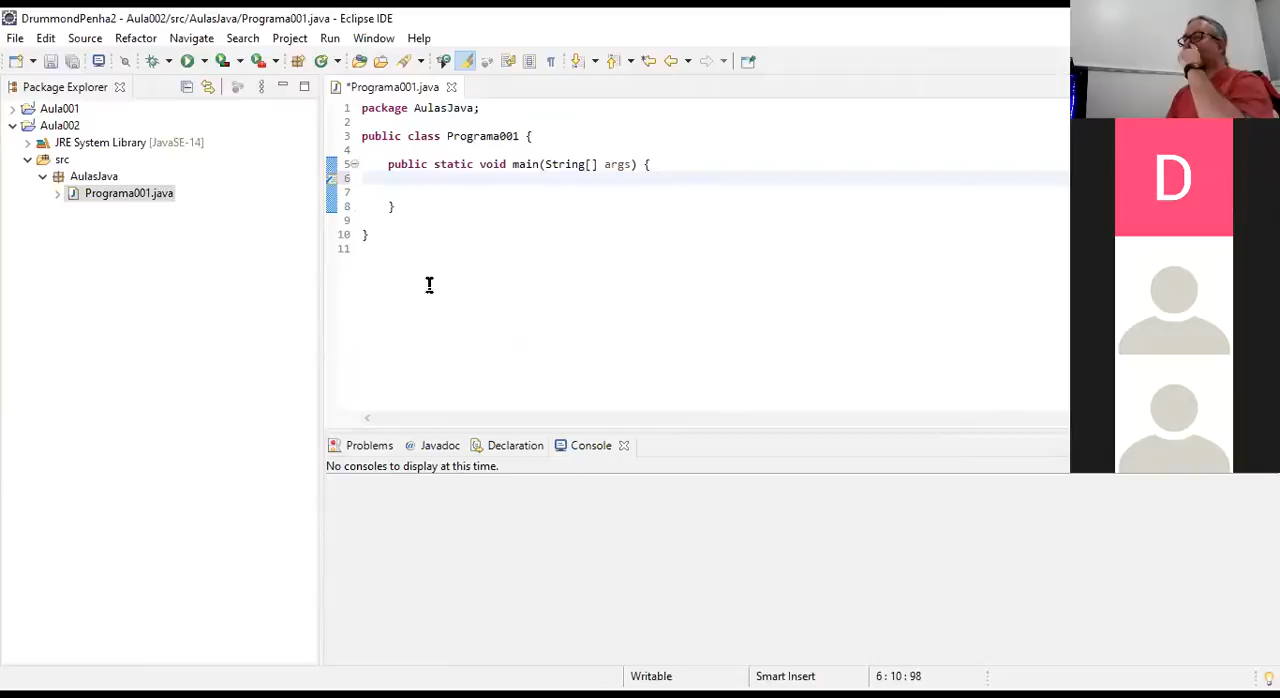 DrummondPenha2 - Aula002/src/AulasJava/Programa001.java - Eclipse IDE
File Edit Source Refactor Navigate Search Project Run Window Help
Package Explorer
Aula001
Aula002
JRE System Library [JavaSE-14]
src
AulasJava
Programa001.java
*Programa001.java
1 package AulasJava;
2
3 public class Programa001 {
4
5 public static void main(String[] args) {
6
7
8 }
9
10 }
11
Problems @ Javadoc Declaration Console
No consoles to display at this time.
Writable Smart Insert 6 : 10 : 98
D